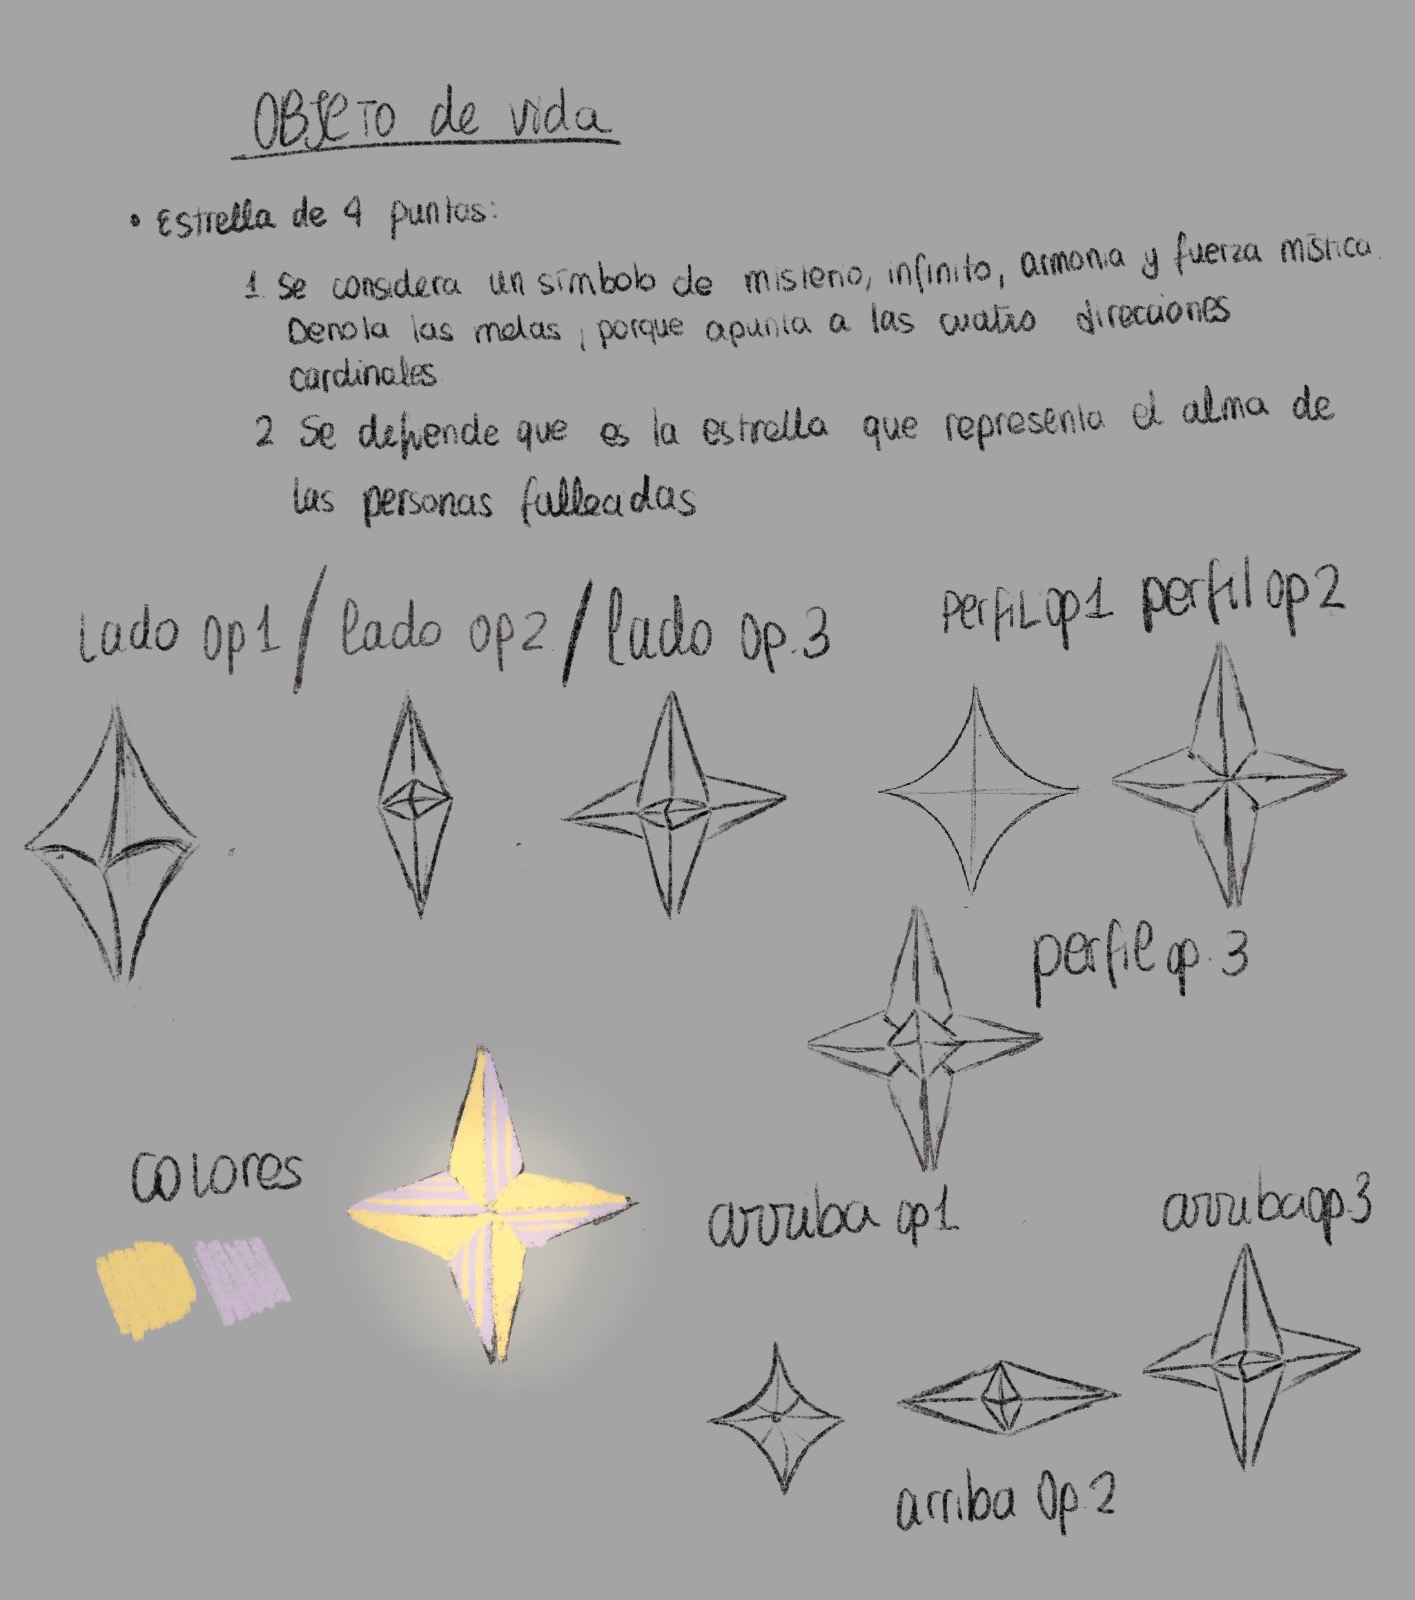 OBJETO de vida
• Estrella de 4 puntas:
1. Se considera un símbolo de misterio, infinito, armonia y fuerza mística.
Denota las metas, porque apunta a las cuatro direcciones
cardinales
2 Se defiende que es la estrella que representa el alma de
las personas fallecidas
Lado op1 / lado op2 / lado op.3
Perfil op1 perfil op2
perfil op.3
colores
arriba op1
arriba op.3
arriba op.2